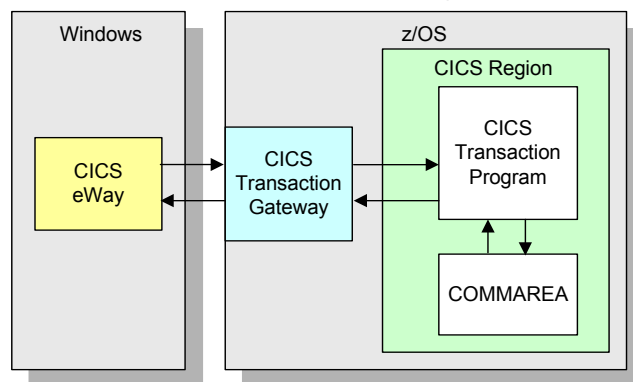 Windows
z/OS
CICS Region
CICS
eWay
CICS
Transaction
Gateway
CICS
Transaction
Program
COMMAREA